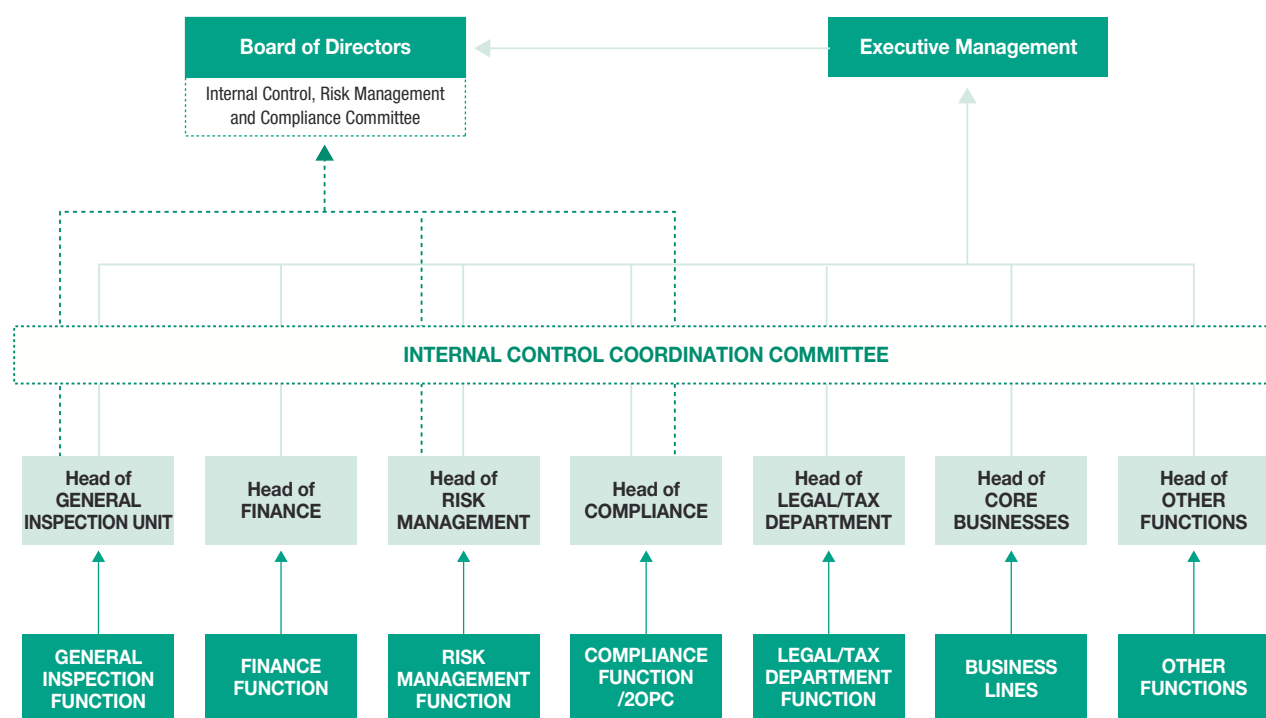 Board of Directors
Executive Management
Internal Control, Risk Management
and Compliance Committee
INTERNAL CONTROL COORDINATION COMMITTEE
Head of
GENERAL
INSPECTION UNIT
Head of
FINANCE
Head of
RISK
MANAGEMENT
Head of
COMPLIANCE
Head of
LEGAL/TAX
DEPARTMENT
Head of
CORE
BUSINESSES
Head of
OTHER
FUNCTIONS
GENERAL
INSPECTION
FUNCTION
FINANCE
FUNCTION
RISK
MANAGEMENT
FUNCTION
COMPLIANCE
FUNCTION
/2OPC
LEGAL/TAX
DEPARTMENT
FUNCTION
BUSINESS
LINES
OTHER
FUNCTIONS